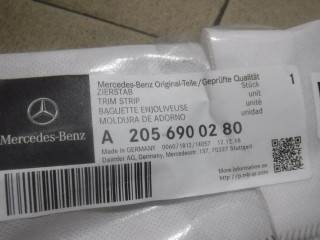 Mercedes-Benz Original-Teile/Geprüfte Qualität
ZIERSTAB Stück 1
TRIM STRIP unit
BAGUETTE ENJOLIVEUSE unité
MOLDURA DE ADORNO unidad
Mercedes-Benz
A 205 690 02 80
Made in GERMANY
Daimler AG, Germany, Mercedesstr. 137, 70327 Stuttgart
More information on